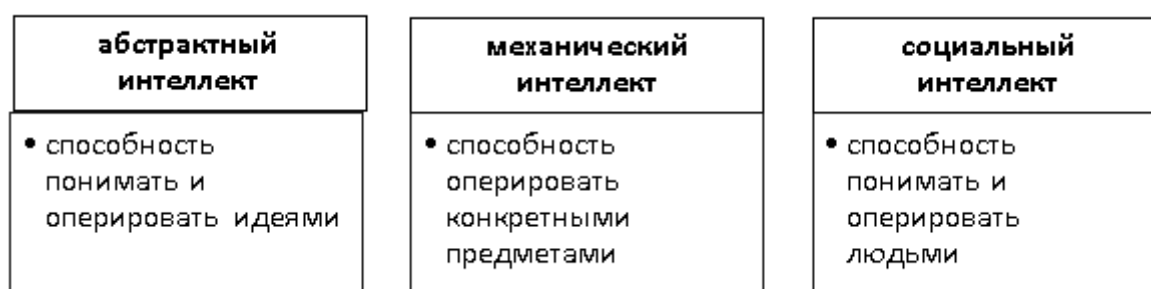 абстрактный
интеллект
• способность
понимать и
оперировать идеями
механический
интеллект
• способность
оперировать
конкретными
предметами
социальный
интеллект
• способность
понимать и
оперировать
людьми